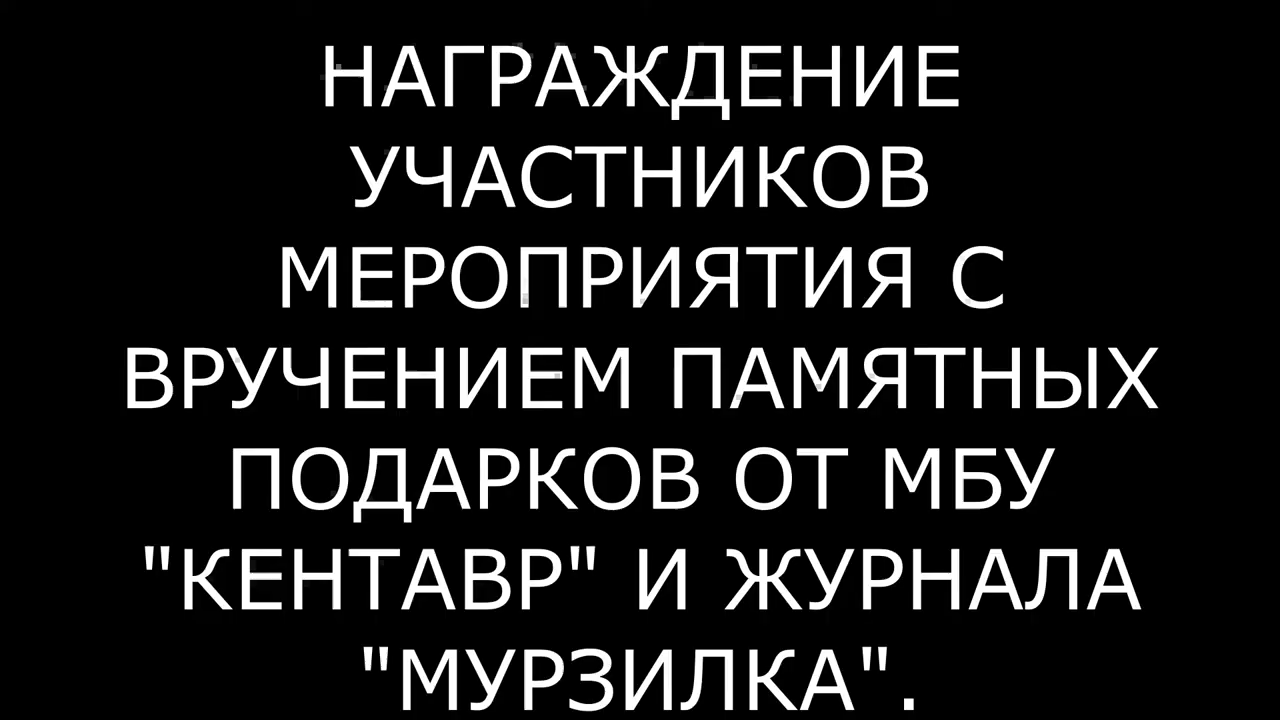 НАГРАЖДЕНИЕ
УЧАСТНИКОВ
МЕРОПРИЯТИЯ С
ВРУЧЕНИЕМ ПАМЯТНЫХ
ПОДАРКОВ ОТ МБУ
"КЕНТАВР" И ЖУРНАЛА
"МУРЗИЛКА".